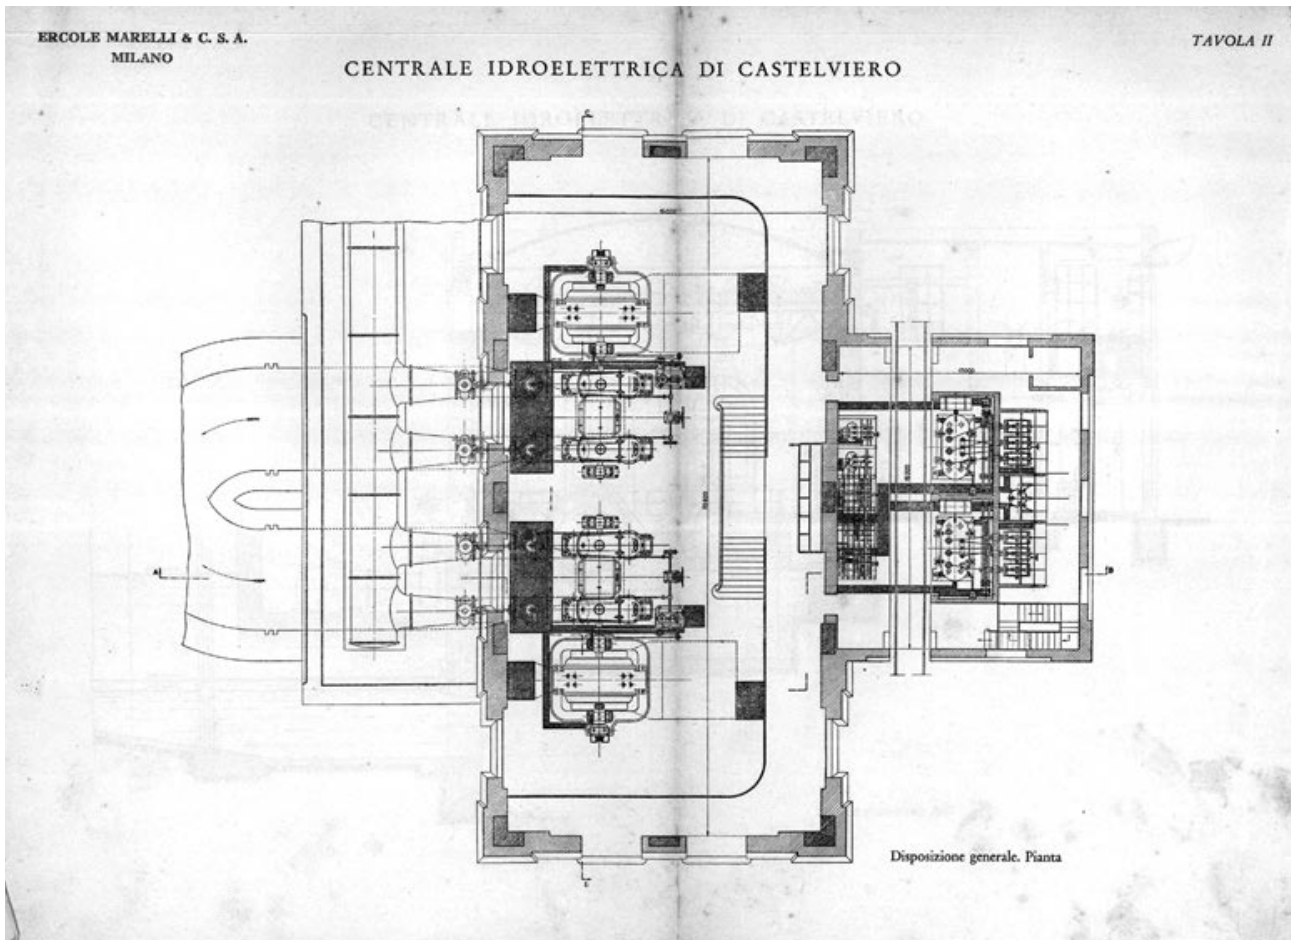 ERCOLE MARELLI & C. S. A.
MILANO
TAVOLA II
CENTRALE IDROELETTRICA DI CASTELVIERO
Disposizione generale. Pianta